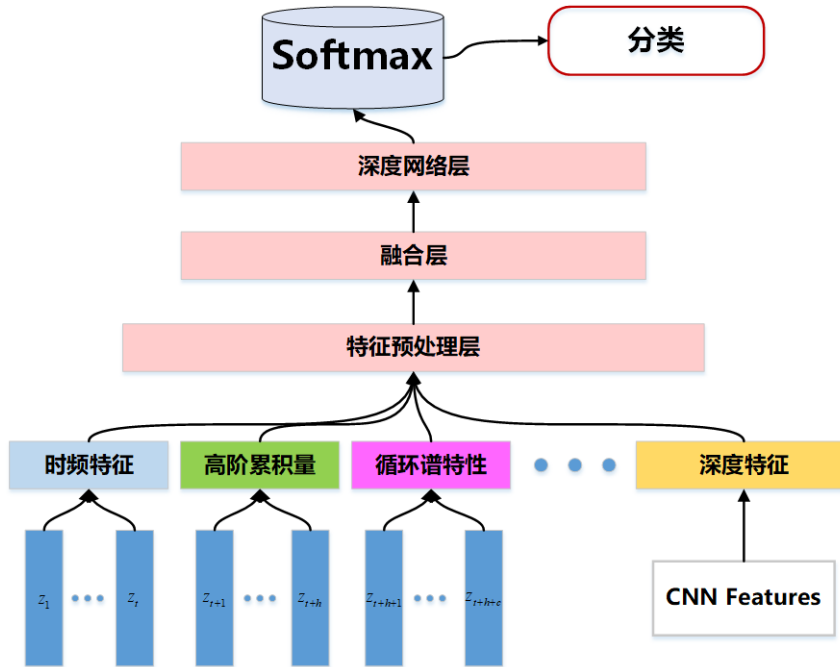 Softmax
分类
深度网络层
融合层
特征预处理层
时频特征
高阶累积量
循环谱特性
深度特征
z₁
zₜ
zₜ₊₁
zₜ₊ₕ
zₜ₊ₕ₊₁
zₜ₊ₕ₊c
CNN Features